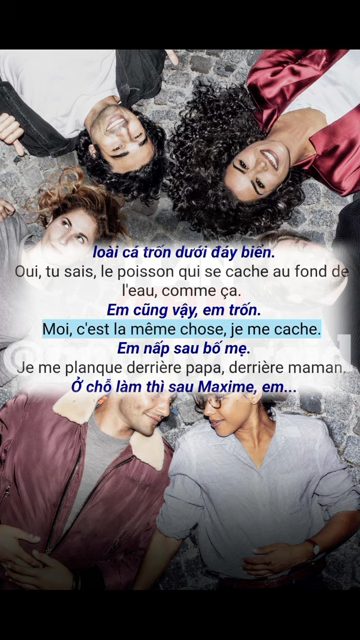 loài cá trốn dưới đáy biển.
Oui, tu sais, le poisson qui se cache au fond de
l'eau, comme ça.
Em cũng vậy, em trốn.
Moi, c'est la même chose, je me cache.
Em nấp sau bố mẹ.
Je me planque derrière papa, derrière maman.
Ở chỗ làm thì sau Maxime, em...